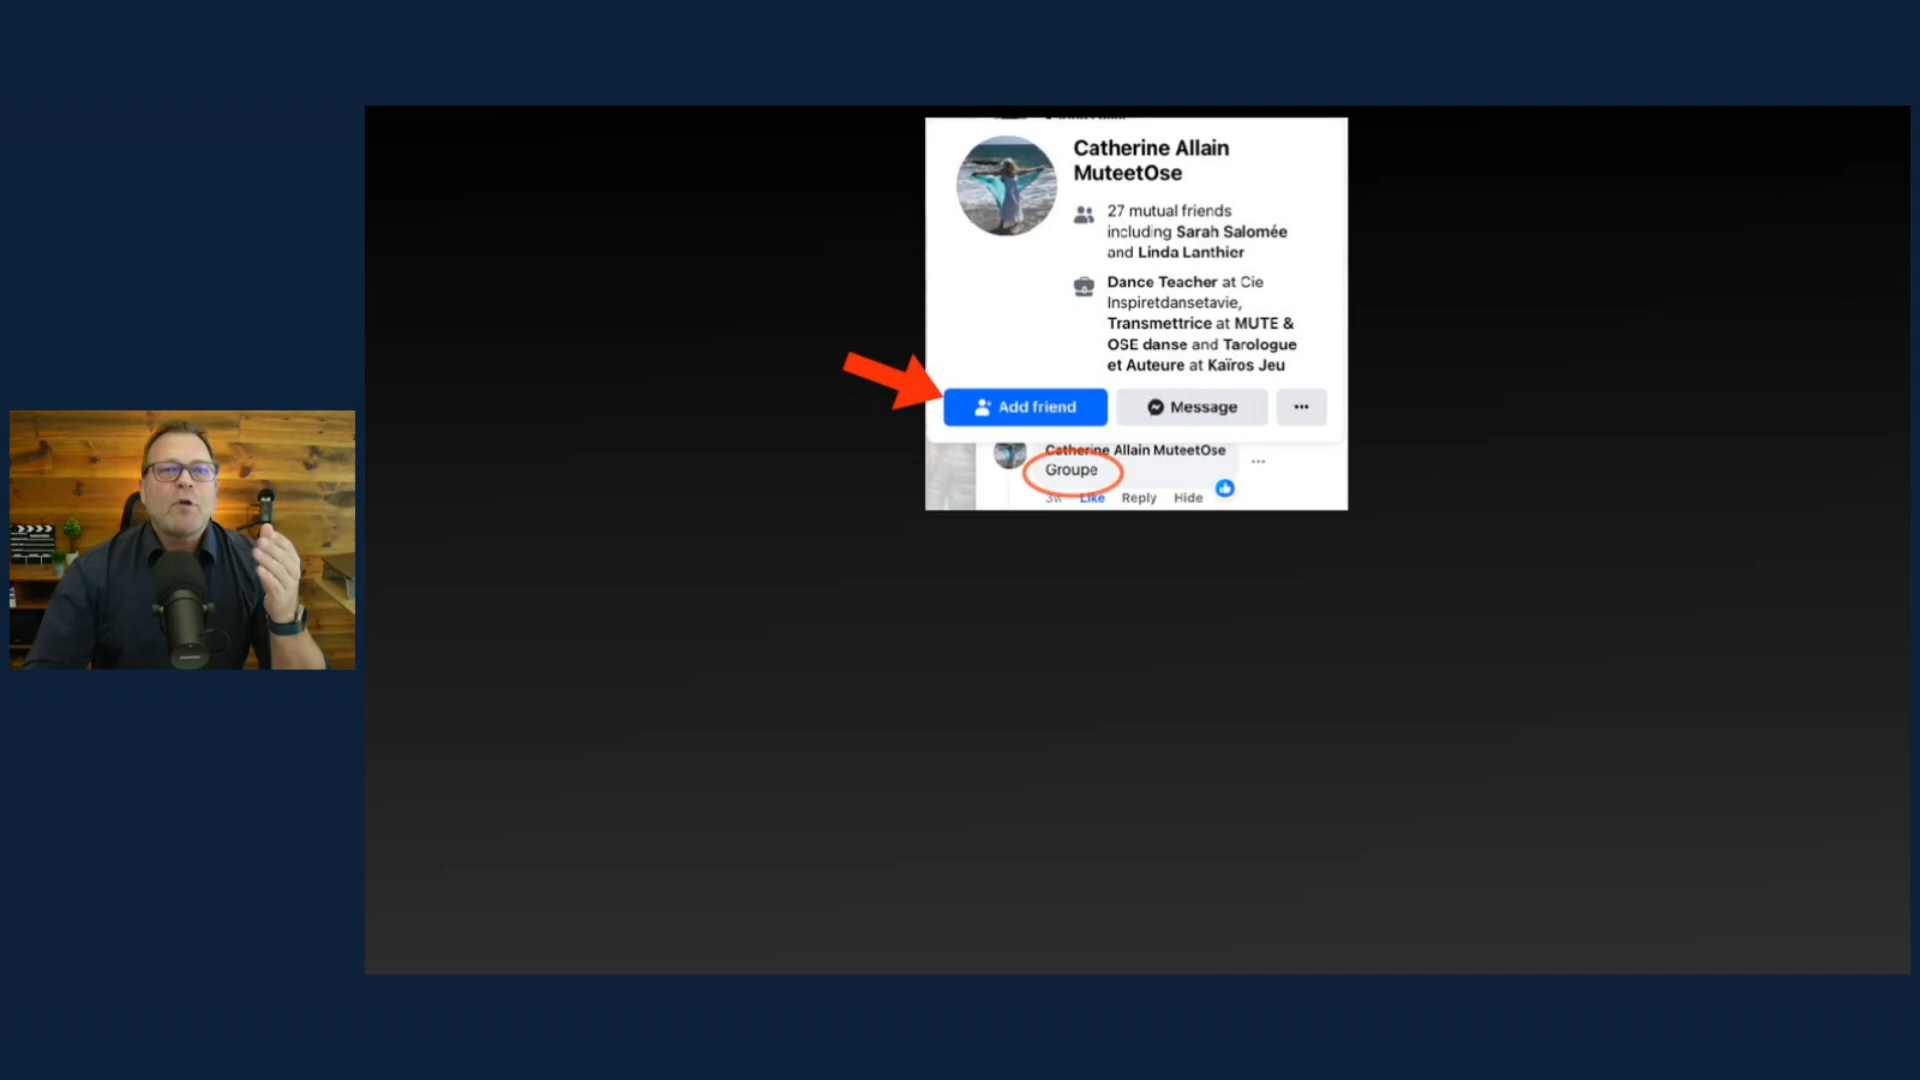 Catherine Allain
MuteetOse
27 mutual friends
including Sarah Salomée
and Linda Lanthier
Dance Teacher at Cie
Inspiretdansetavie,
Transmettrice at MUTE &
OSE danse and Tarologue
et Auteure at Kaïros Jeu
Add friend
Message
Catherine Allain MuteetOse
Groupe
Like Reply Hide